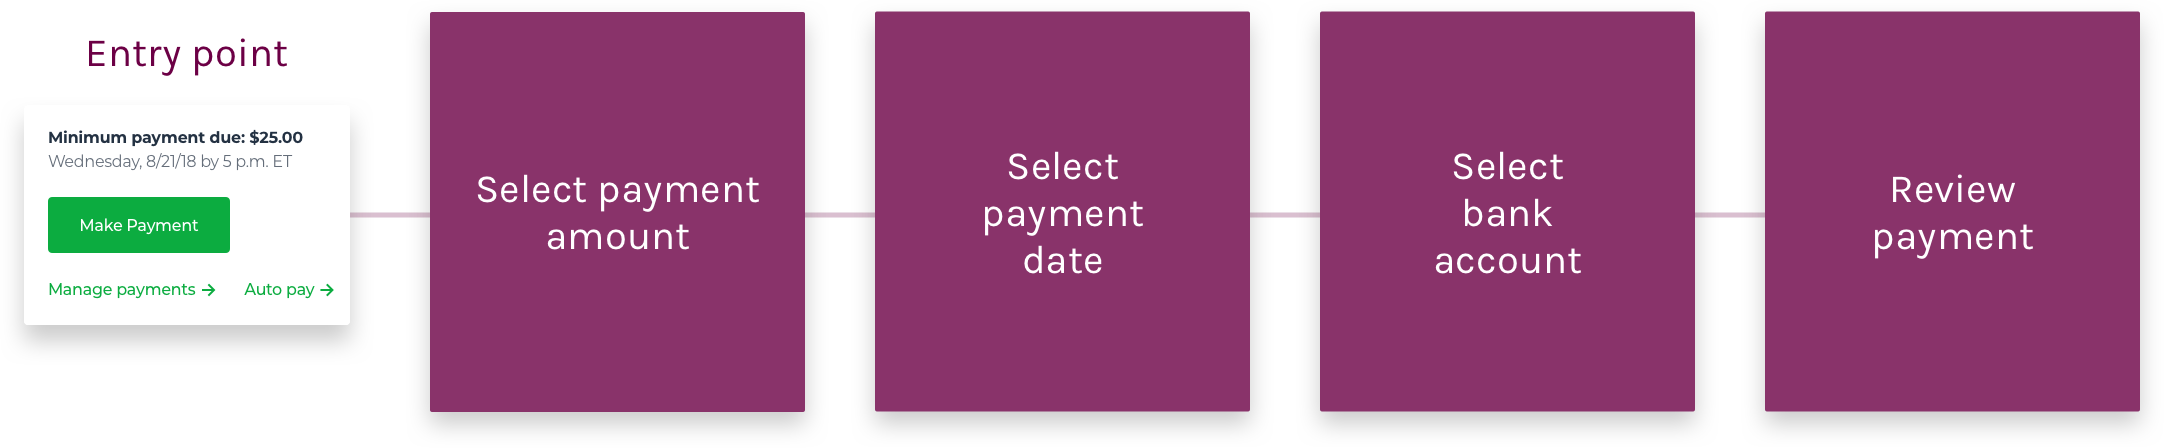 Entry point
Minimum payment due: $25.00
Wednesday, 8/21/18 by 5 p.m. ET
Make Payment
Manage payments → Auto pay →
Select payment
amount
Select
payment
date
Select
bank
account
Review
payment